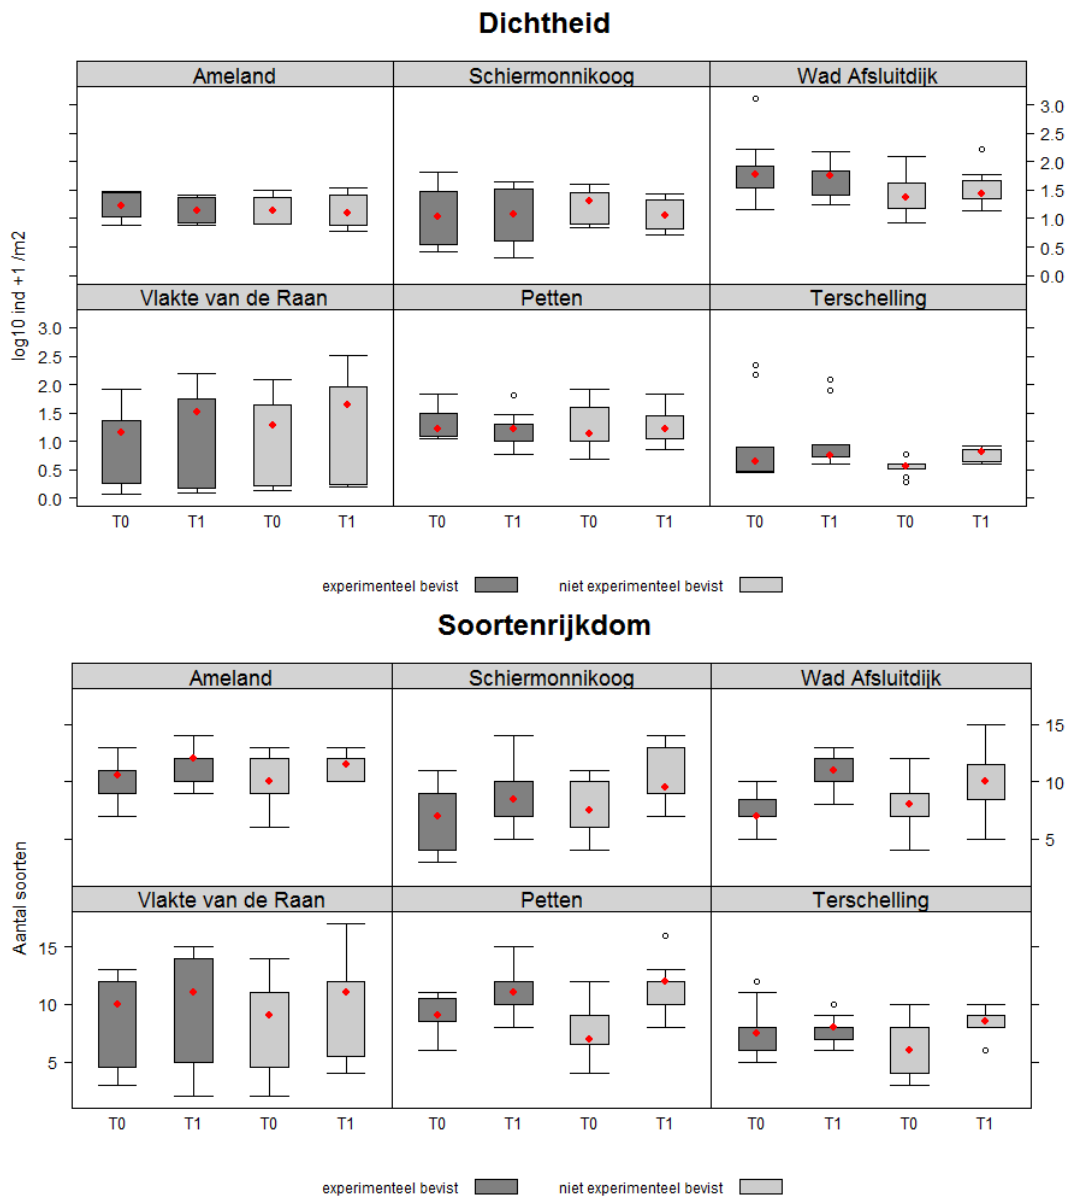 Dichtheid
Ameland Schiermonnikoog Wad Afsluitdijk
3.0
2.5
2.0
1.5
1.0
0.5
0.0
log10 ind +1 /m2
Vlakte van de Raan Petten Terschelling
3.0
2.5
2.0
1.5
1.0
0.5
0.0
T0 T1 T0 T1 T0 T1 T0 T1 T0 T1 T0 T1
experimenteel bevist niet experimenteel bevist
Soortenrijkdom
Ameland Schiermonnikoog Wad Afsluitdijk
15
10
5
Aantal soorten
Vlakte van de Raan Petten Terschelling
15
10
5
T0 T1 T0 T1 T0 T1 T0 T1 T0 T1 T0 T1
experimenteel bevist niet experimenteel bevist